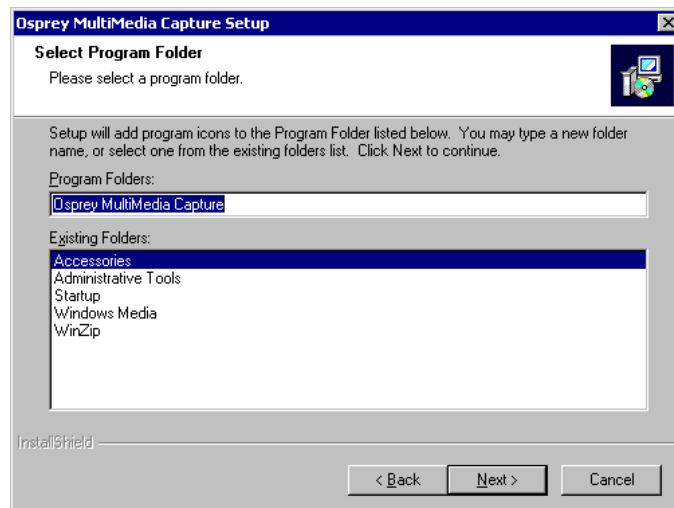 Osprey MultiMedia Capture Setup
Select Program Folder
Please select a program folder.
Setup will add program icons to the Program Folder listed below. You may type a new folder
name, or select one from the existing folders list. Click Next to continue.
Program Folders:
Osprey MultiMedia Capture
Existing Folders:
Accessories
Administrative Tools
Startup
Windows Media
WinZip
InstallShield
< Back Next > Cancel